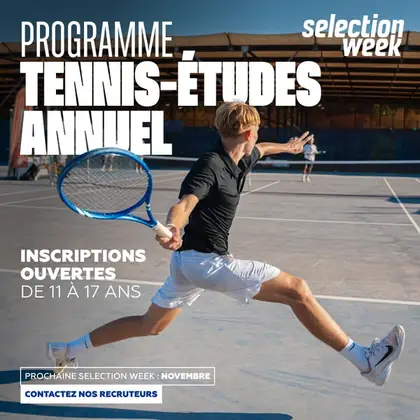 PROGRAMME
TENNIS-ÉTUDES
ANNUEL
selection
week
INSCRIPTIONS
OUVERTES
DE 11 À 17 ANS
PROCHAINE SELECTION WEEK : NOVEMBRE
CONTACTEZ NOS RECRUTEURS